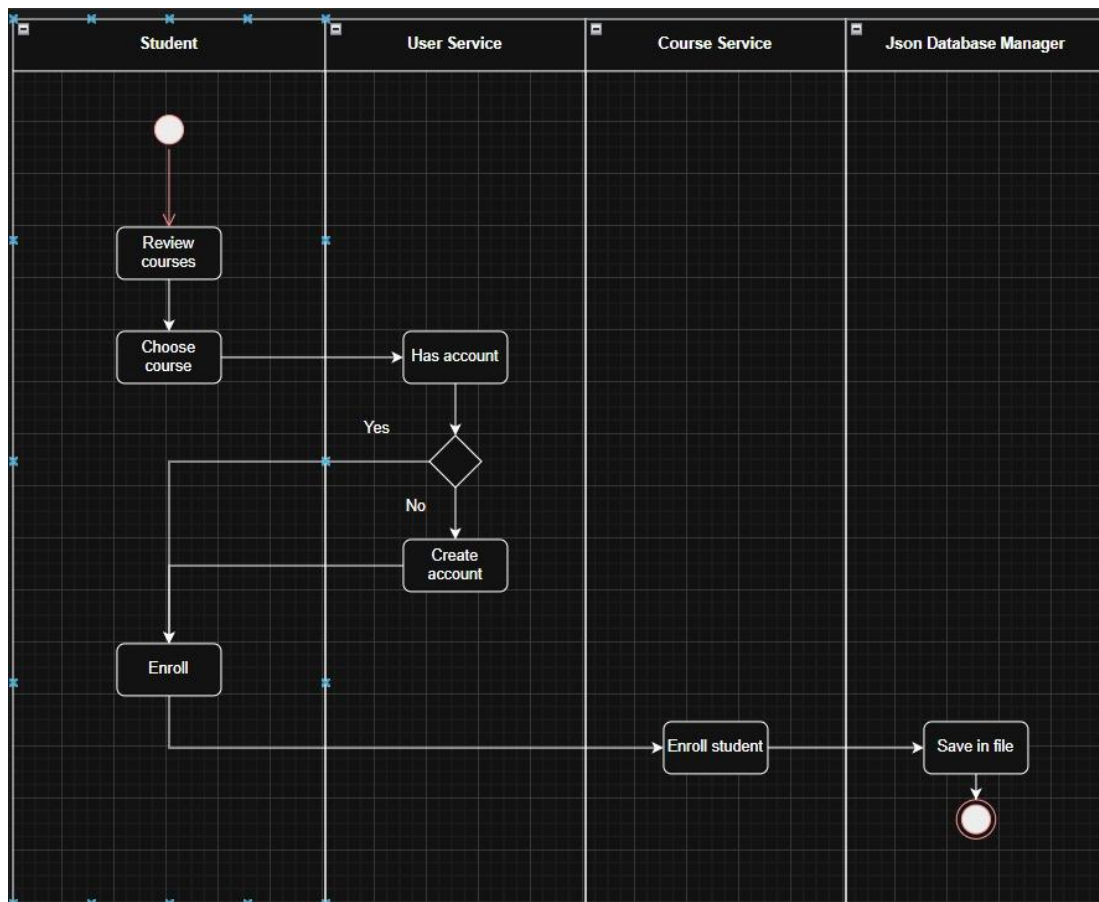 Student
User Service
Course Service
Json Database Manager
Review
courses
Choose
course
Has account
Yes
No
Create
account
Enroll
Enroll student
Save in file